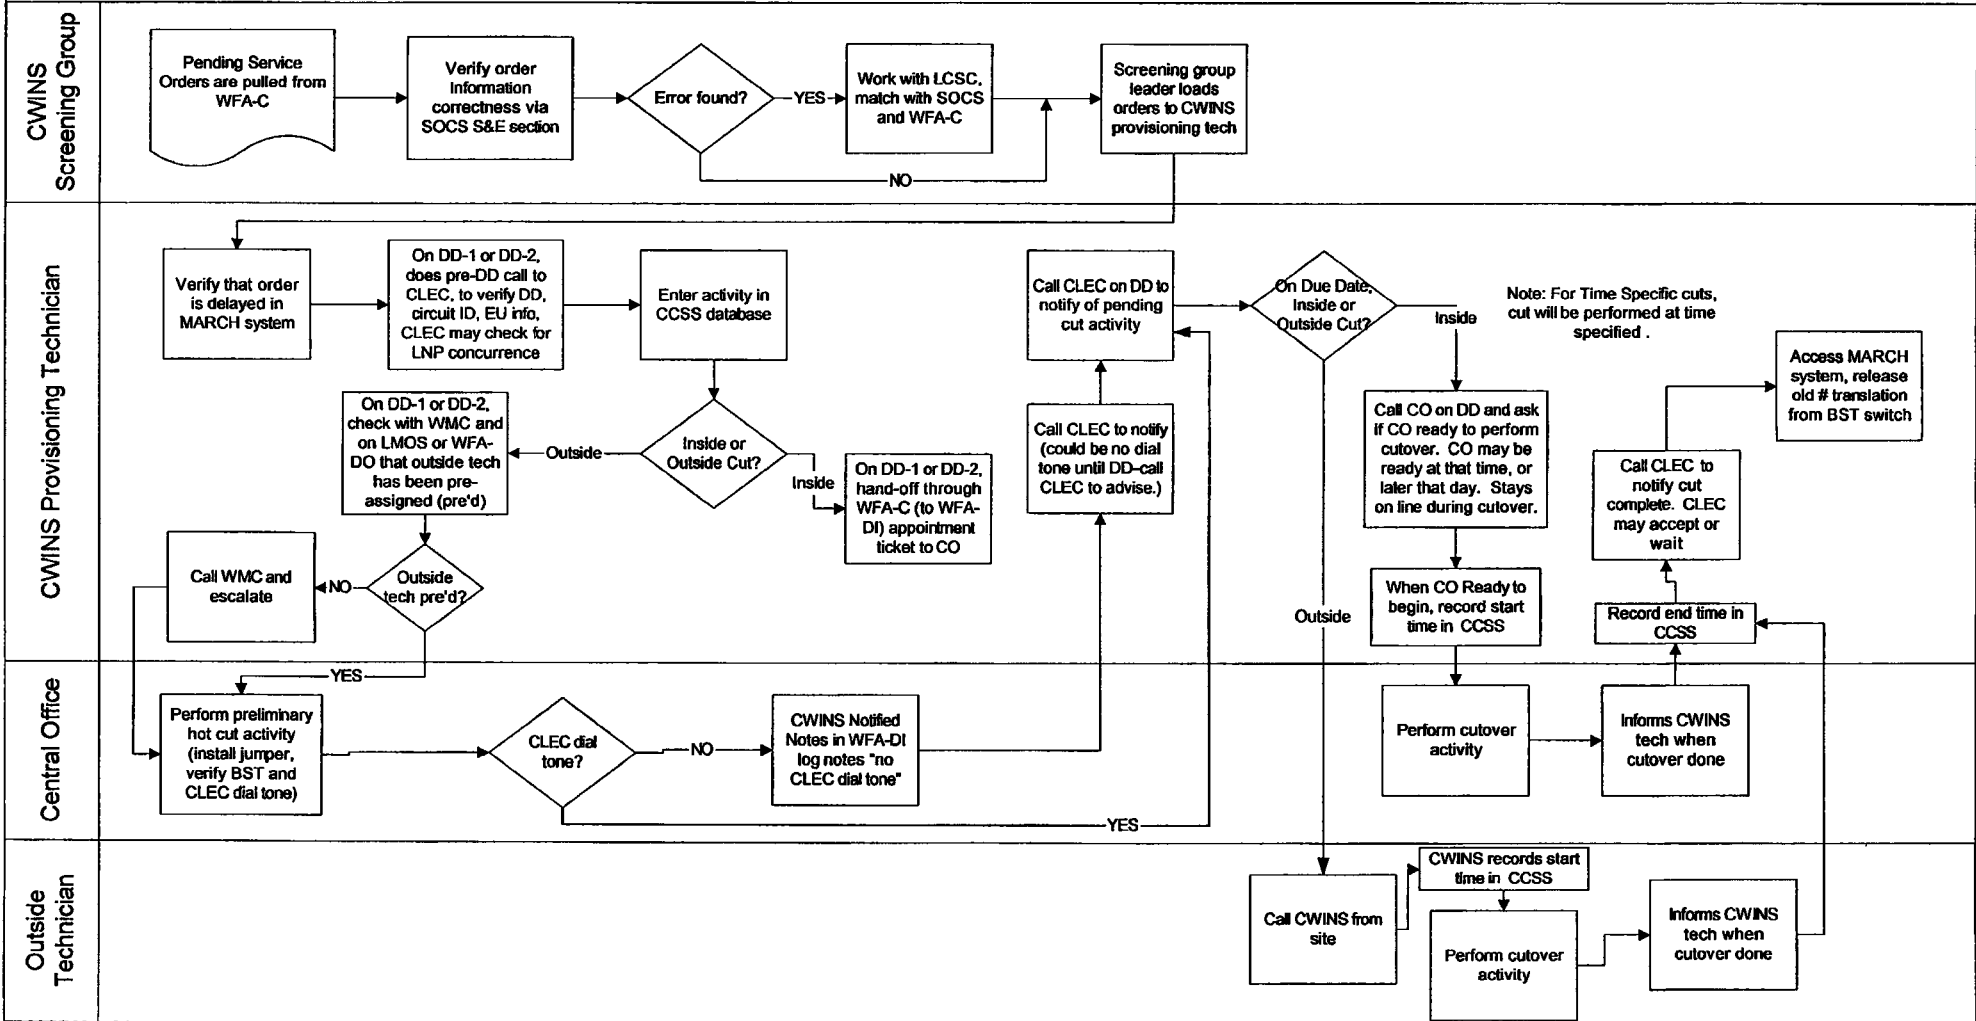 CWINS
Screening Group
Pending Service
Orders are pulled from
WFA-C
Verify order
Information
correctness via
SOCS S&E section
Error found?
YES
Work with LCSC,
match with SOCS
and WFA-C
Screening group
leader loads
orders to CWINS
provisioning tech
NO
CWINS Provisioning Technician
Verify that order
is delayed in
MARCH system
On DD-1 or DD-2,
does pre-DD call to
CLEC, to verify DD,
circuit ID, EU info,
CLEC may check for
LNP concurrence
Enter activity in
CCSS database
Inside or
Outside Cut?
Outside
Inside
On DD-1 or DD-2,
check with WMC and
on LMOS or WFA-
DO that outside tech
has been pre-
assigned (pre'd)
On DD-1 or DD-2,
hand-off through
WFA-C (to WFA-
DI) appointment
ticket to CO
Outside
tech pre'd?
NO
Call WMC and
escalate
YES
Call CLEC on DD to
notify of pending
cut activity
Call CLEC to notify
(could be no dial
tone until DD-call
CLEC to advise.)
On Due Date,
Inside or
Outside Cut?
Inside
Outside
Note: For Time Specific cuts,
cut will be performed at time
specified .
Call CO on DD and ask
if CO ready to perform
cutover. CO may be
ready at that time, or
later that day. Stays
on line during cutover.
When CO Ready to
begin, record start
time in CCSS
Access MARCH
system, release
old # translation
from BST switch
Call CLEC to
notify cut
complete. CLEC
may accept or
wait
Record end time in
CCSS
Central Office
Perform preliminary
hot cut activity
(install jumper,
verify BST and
CLEC dial tone)
CLEC dial
tone?
NO
CWINS Notified
Notes in WFA-DI
log notes "no
CLEC dial tone"
YES
Perform cutover
activity
Informs CWINS
tech when
cutover done
Outside
Technician
Call CWINS from
site
CWINS records start
time in CCSS
Perform cutover
activity
Informs CWINS
tech when
cutover done